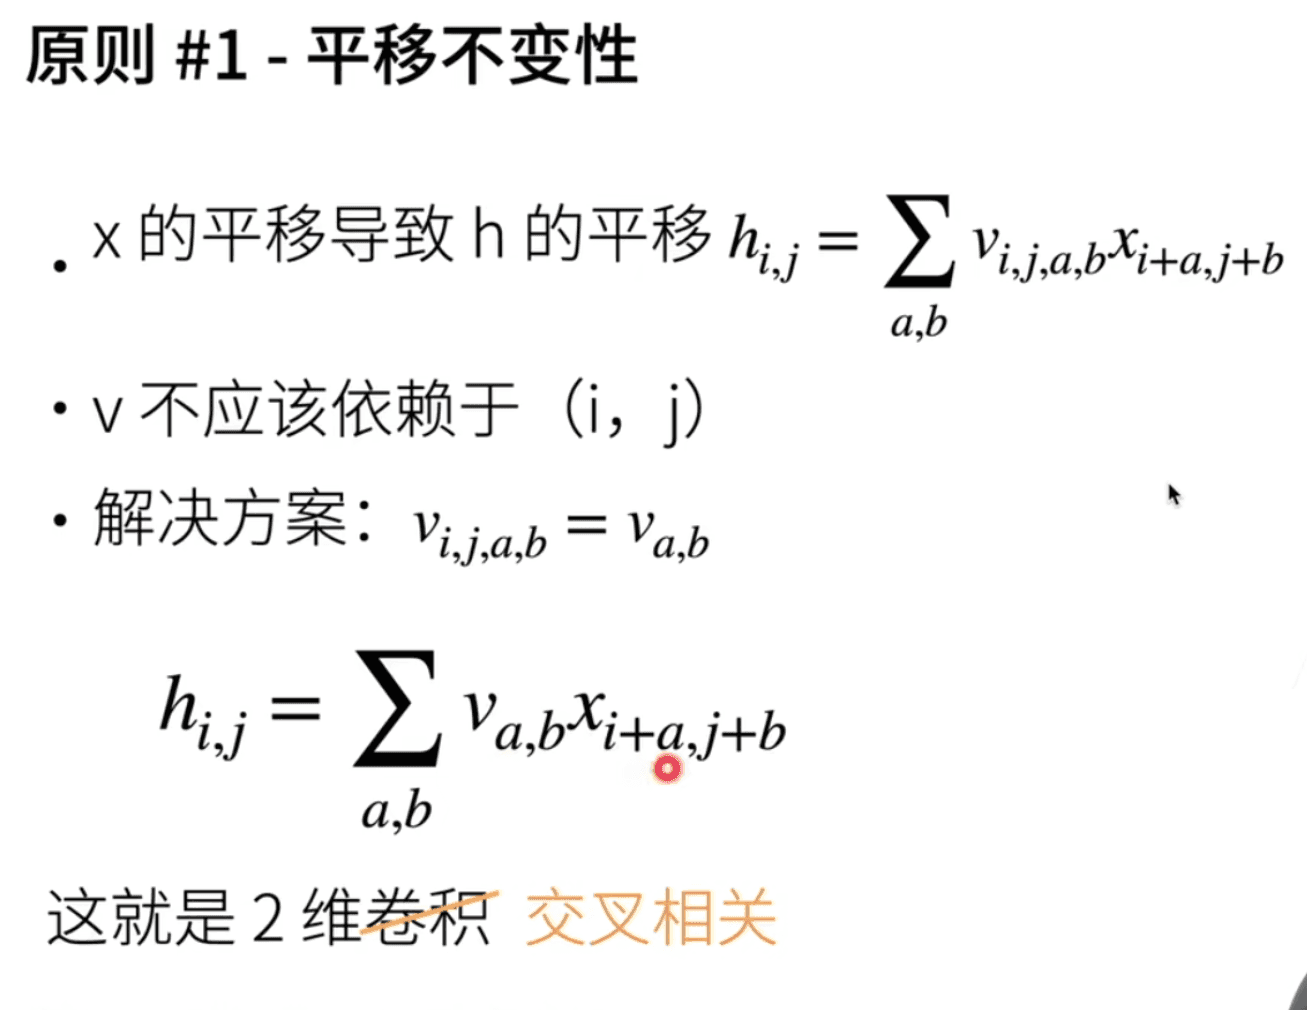 原则 #1 - 平移不变性
• x 的平移导致 h 的平移 h_{i,j} = ∑_{a,b} v_{i,j,a,b} x_{i+a,j+b}
• v 不应该依赖于（i，j）
• 解决方案： v_{i,j,a,b} = v_{a,b}
h_{i,j} = ∑_{a,b} v_{a,b} x_{i+a,j+b}
这就是 2 维卷积 交叉相关